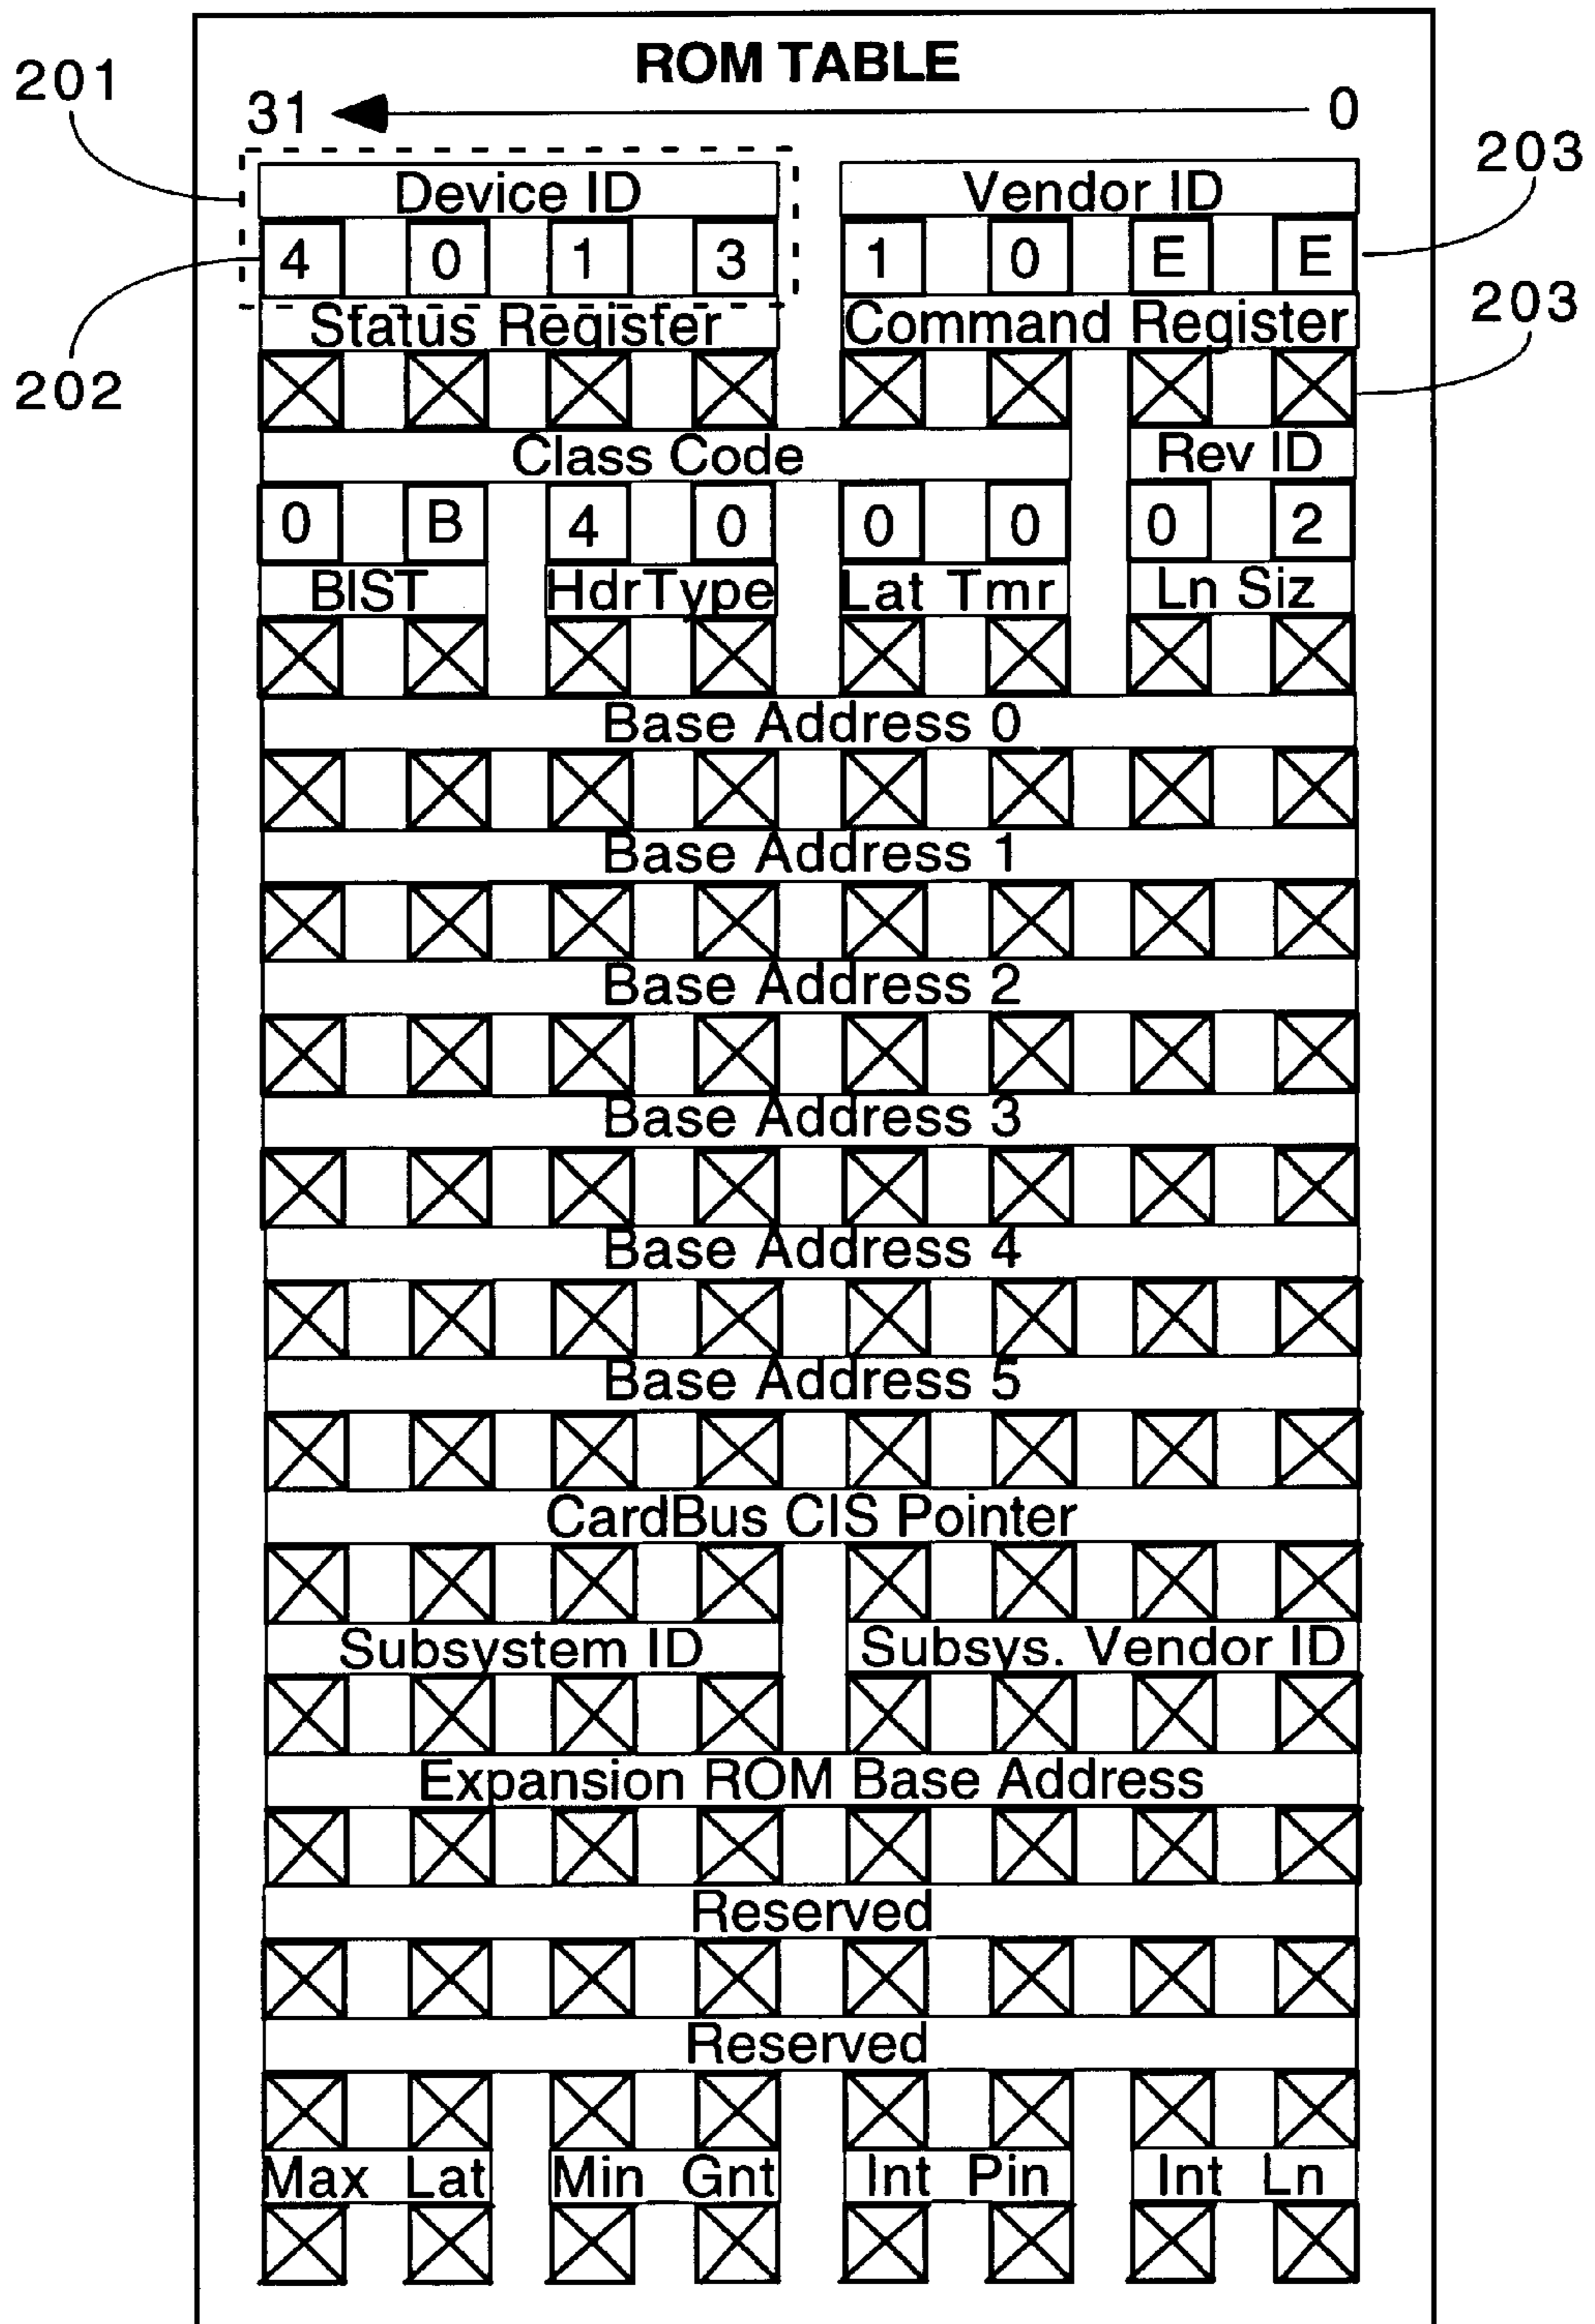 ROM TABLE
201
31 0
203
Device ID Vendor ID
4 0 1 3 1 0 E E
203
Status Register Command Register
202
Class Code Rev ID
0 B 4 0 0 0 0 2
BIST HdrType Lat Tmr Ln Siz
Base Address 0
Base Address 1
Base Address 2
Base Address 3
Base Address 4
Base Address 5
CardBus CIS Pointer
Subsystem ID Subsys. Vendor ID
Expansion ROM Base Address
Reserved
Reserved
Max Lat Min Gnt Int Pin Int Ln